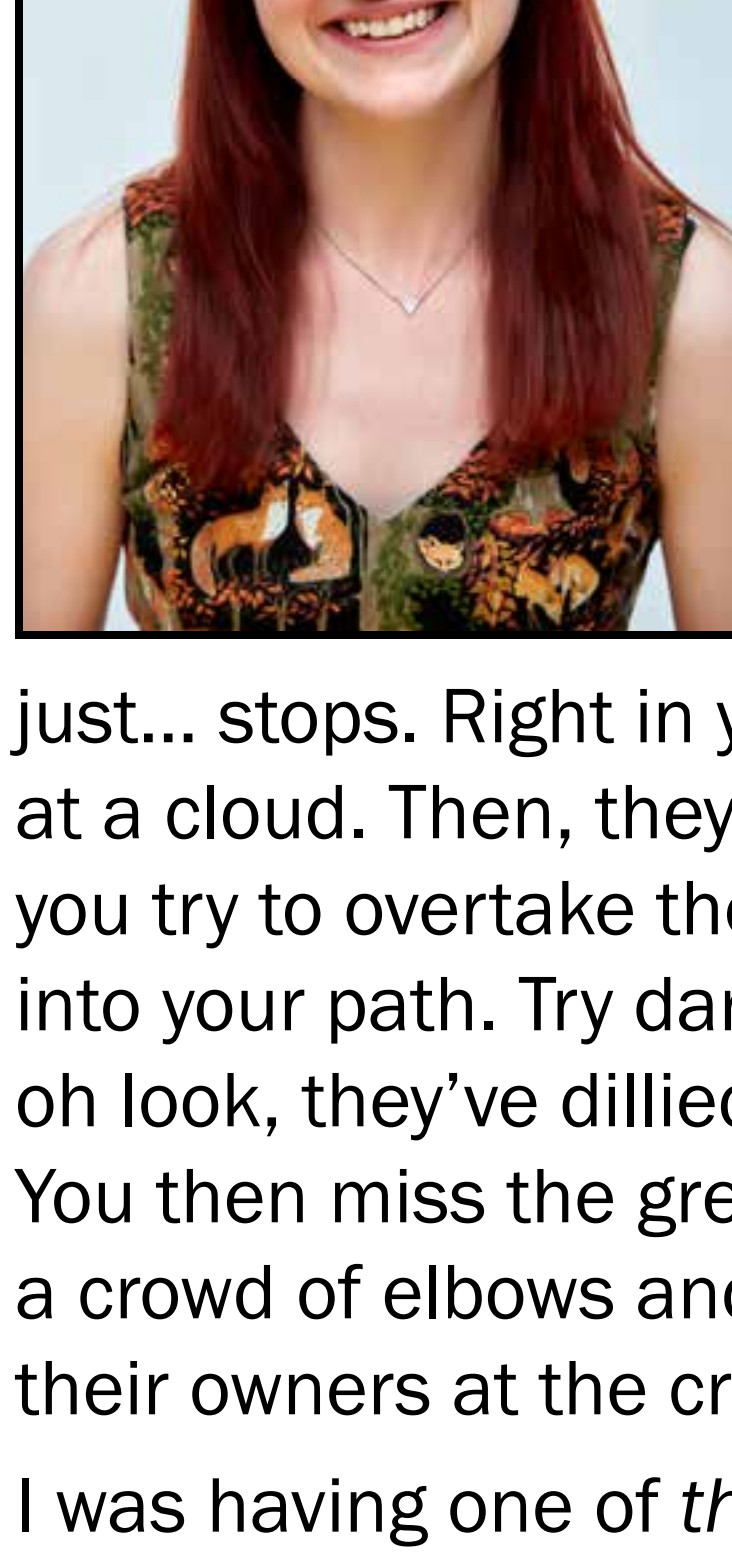 just... stops. Right in
at a cloud. Then, they
you try to overtake
into your path. Try
oh look, they've
You then miss the
a crowd of elbows
their owners at the
I was having one of